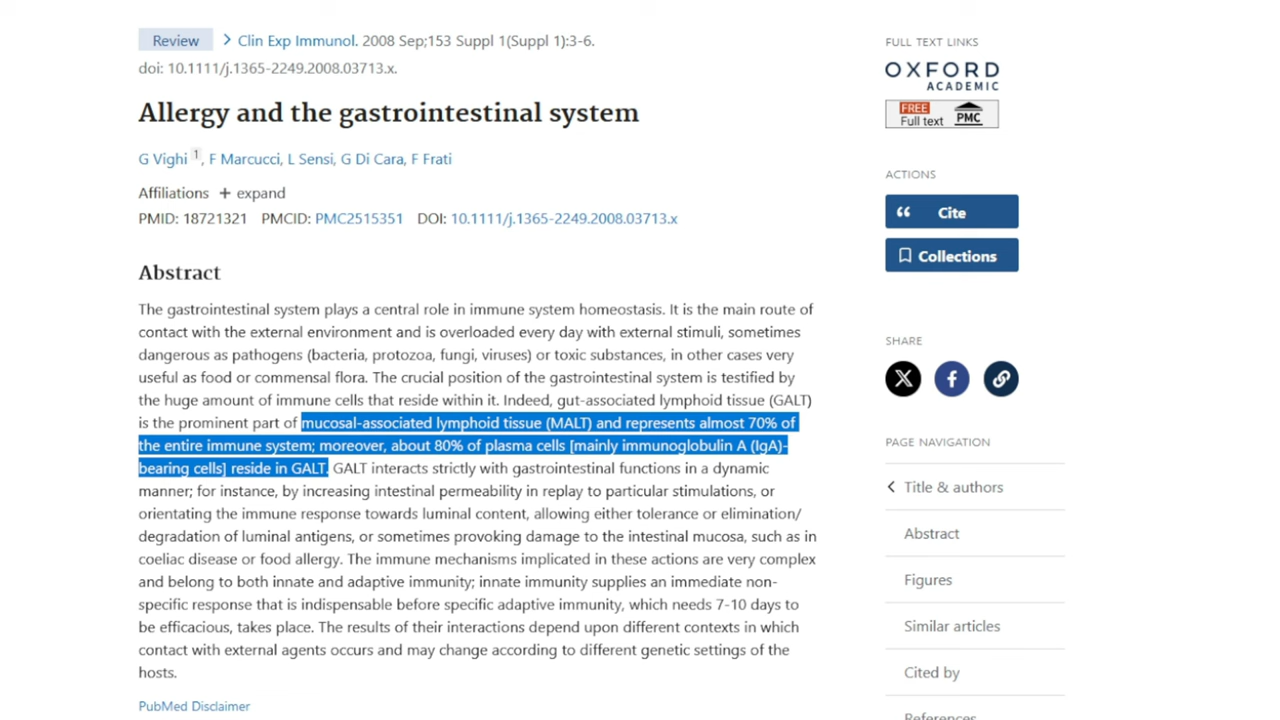 Review > Clin Exp Immunol. 2008 Sep;153 Suppl 1(Suppl 1):3-6.
doi: 10.1111/j.1365-2249.2008.03713.x.
Allergy and the gastrointestinal system
G Vighi 1, F Marcucci, L Sensi, G Di Cara, F Frati
Affiliations + expand
PMID: 18721321 PMCID: PMC2515351 DOI: 10.1111/j.1365-2249.2008.03713.x
Abstract
The gastrointestinal system plays a central role in immune system homeostasis. It is the main route of
contact with the external environment and is overloaded every day with external stimuli, sometimes
dangerous as pathogens (bacteria, protozoa, fungi, viruses) or toxic substances, in other cases very
useful as food or commensal flora. The crucial position of the gastrointestinal system is testified by
the huge amount of immune cells that reside within it. Indeed, gut-associated lymphoid tissue (GALT)
is the prominent part of mucosal-associated lymphoid tissue (MALT) and represents almost 70% of
the entire immune system; moreover, about 80% of plasma cells [mainly immunoglobulin A (IgA)-
bearing cells] reside in GALT. GALT interacts strictly with gastrointestinal functions in a dynamic
manner; for instance, by increasing intestinal permeability in replay to particular stimulations, or
orientating the immune response towards luminal content, allowing either tolerance or elimination/
degradation of luminal antigens, or sometimes provoking damage to the intestinal mucosa, such as in
coeliac disease or food allergy. The immune mechanisms implicated in these actions are very complex
and belong to both innate and adaptive immunity; innate immunity supplies an immediate non-
specific response that is indispensable before specific adaptive immunity, which needs 7-10 days to
be efficacious, takes place. The results of their interactions depend upon different contexts in which
contact with external agents occurs and may change according to different genetic settings of the
hosts.
PubMed Disclaimer
FULL TEXT LINKS
OXFORD
ACADEMIC
FREE
Full text PMC
ACTIONS
Cite
Collections
SHARE
PAGE NAVIGATION
Title & authors
Abstract
Figures
Similar articles
Cited by
References